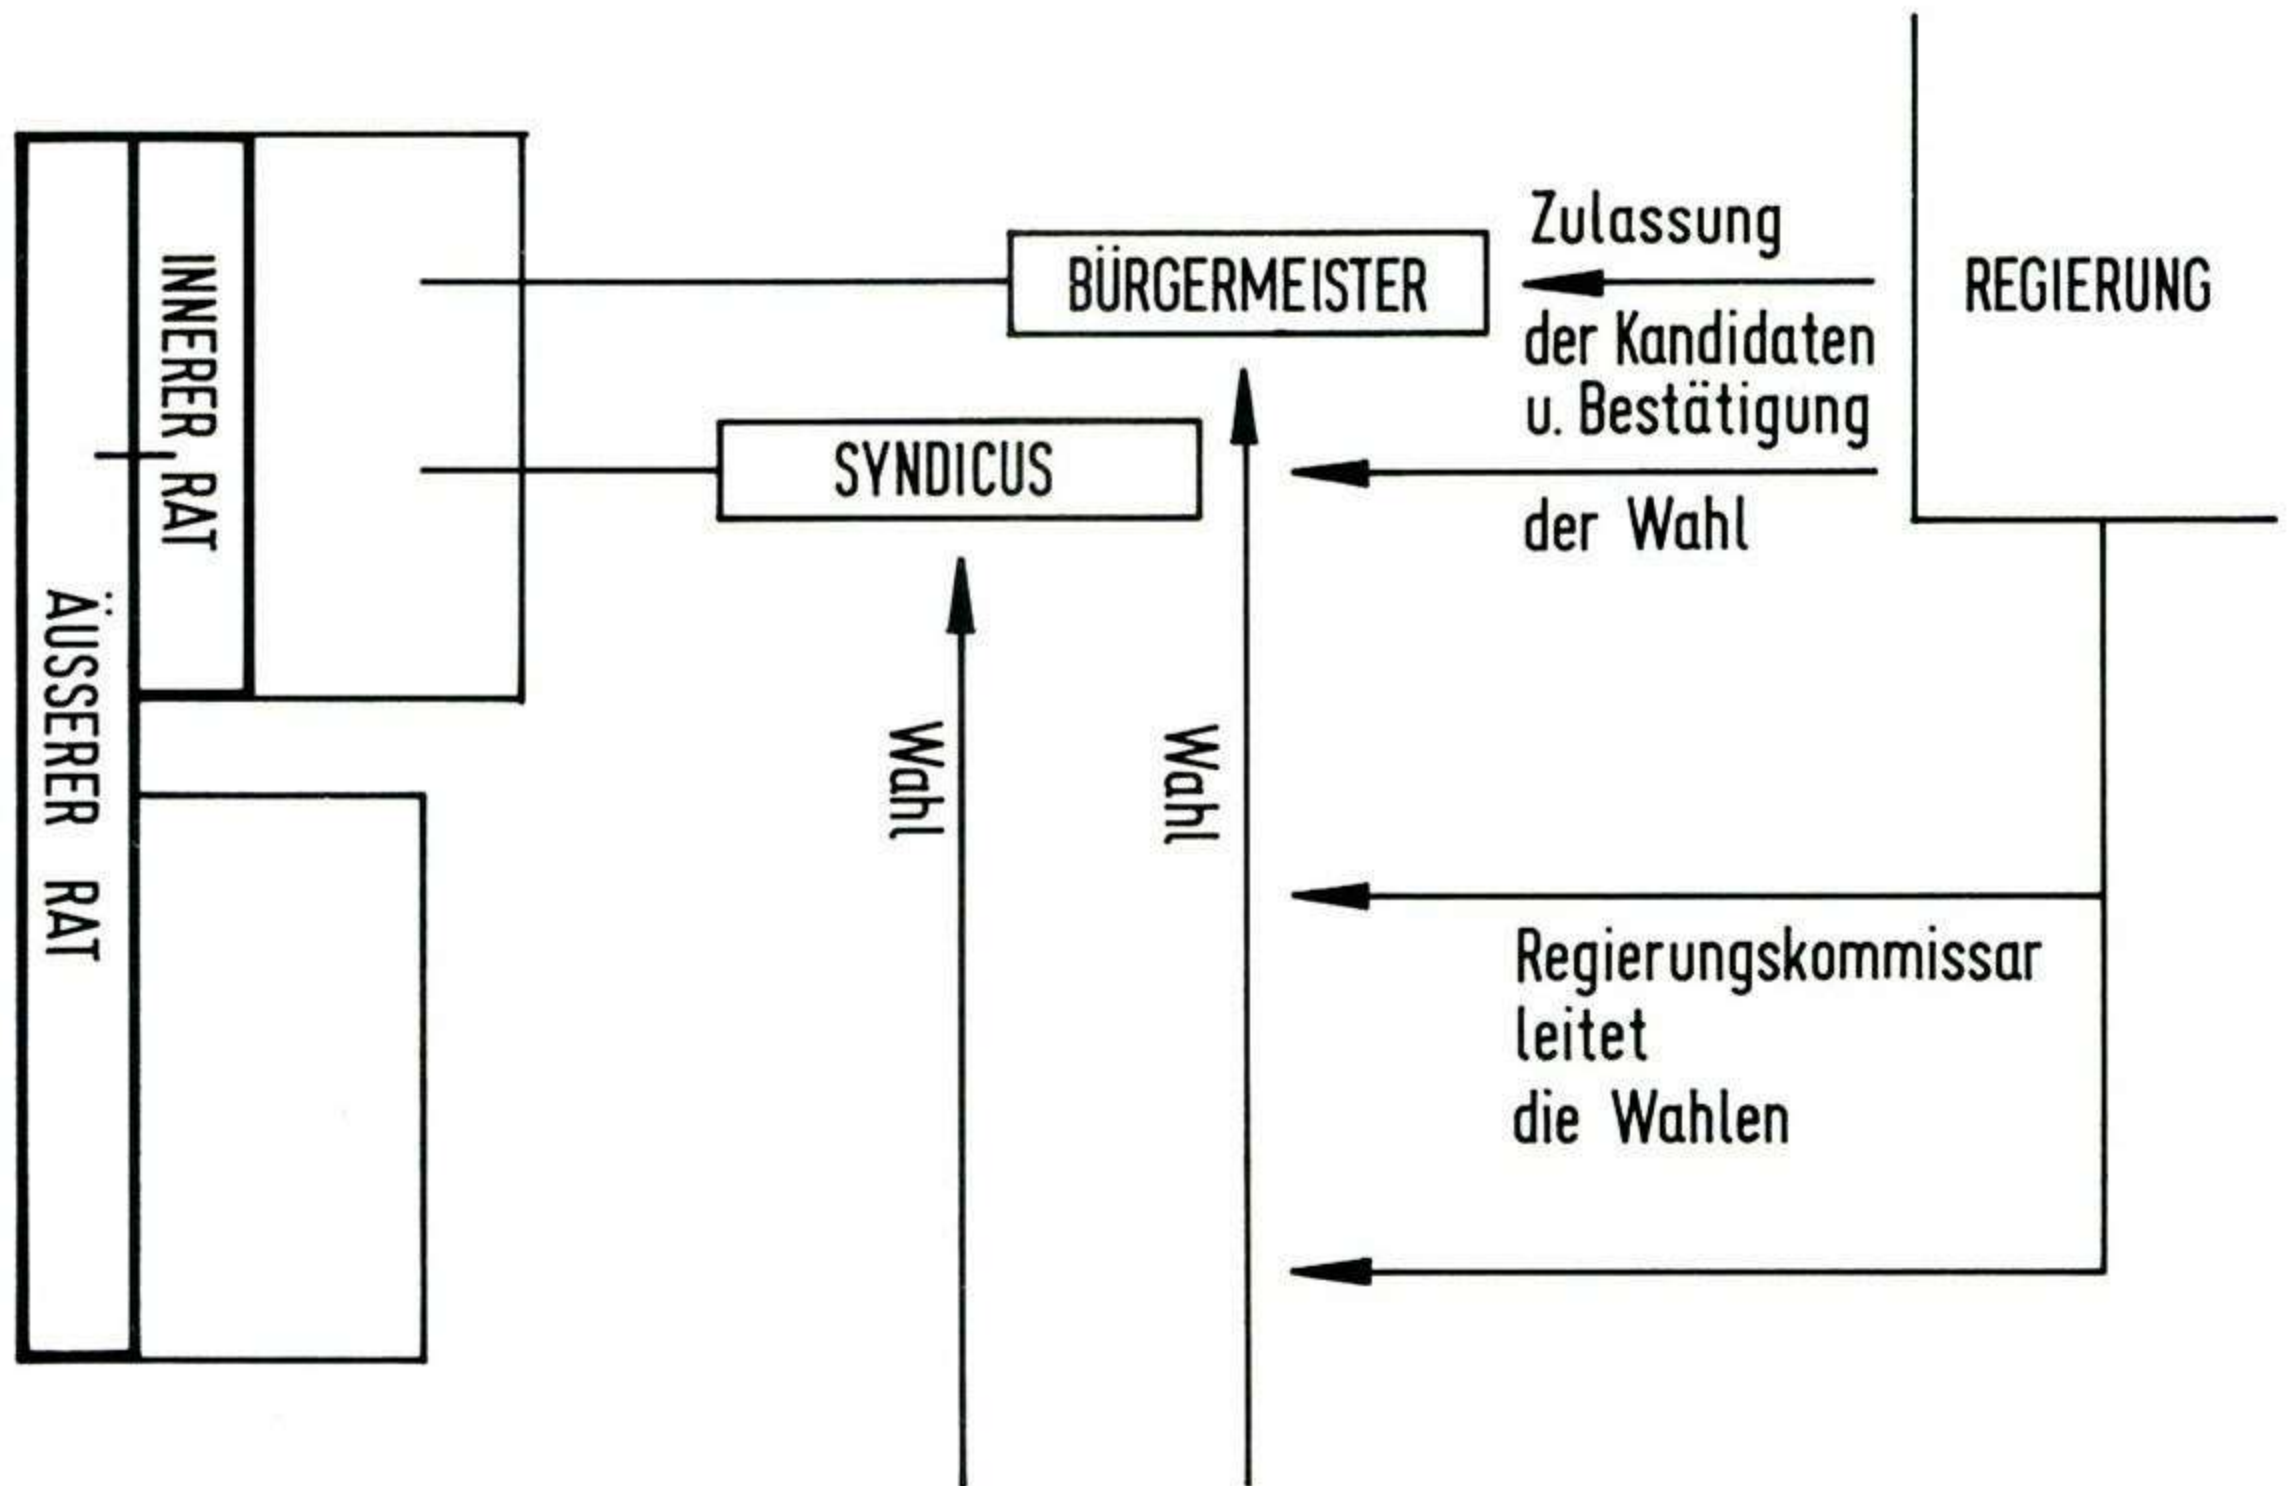 INNERER RAT
ÄUSSERER RAT
BÜRGERMEISTER
SYNDICUS
Wahl
Wahl
Zulassung
der Kandidaten
u. Bestätigung
der Wahl
REGIERUNG
Regierungskommissar
leitet
die Wahlen